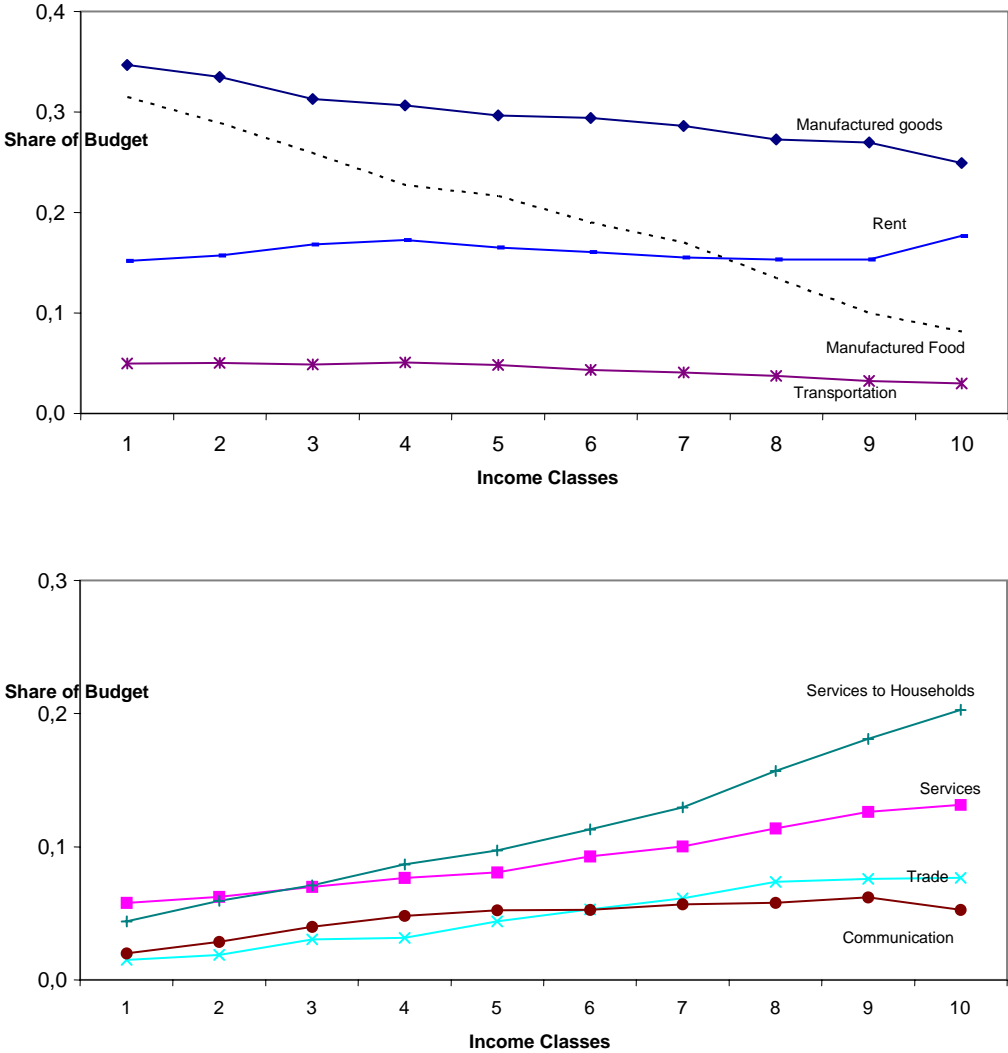 0,4
0,3
Manufactured goods
Share of Budget
Rent
0,2
0,1
Manufactured Food
Transportation
0,0
1 2 3 4 5 6 7 8 9 10
Income Classes
0,3
Share of Budget
Services to Households
0,2
Services
0,1
Trade
Communication
0,0
1 2 3 4 5 6 7 8 9 10
Income Classes